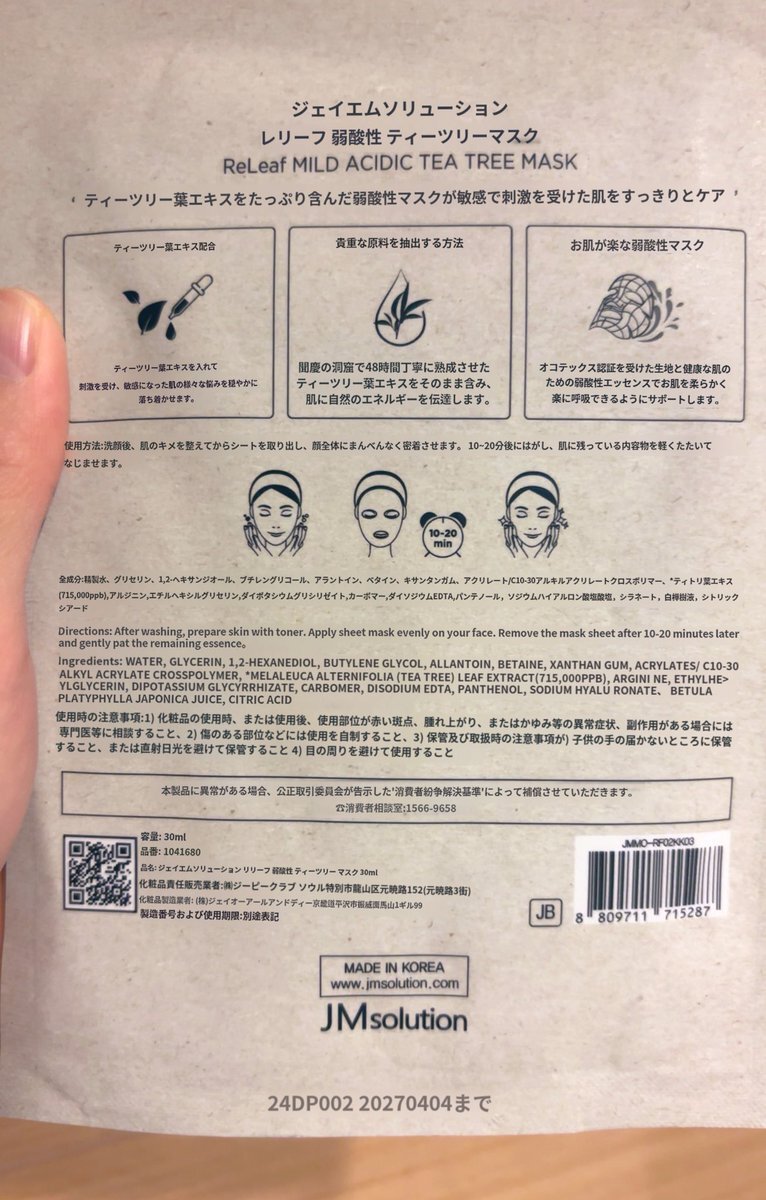 ジェイエムソリューション
レリーフ 弱酸性 ティーツリーマスク
ReLeaf MILD ACIDIC TEA TREE MASK
' ティーツリー葉エキスをたっぷり含んだ弱酸性マスクが敏感で刺激を受けた肌をすっきりとケア '
ティーツリー葉エキス配合
ティーツリー葉エキスを入れて
刺激を受け、敏感になった肌の様々な悩みを穏やかに
落ち着かせます。
貴重な原料を抽出する方法
聞慶の洞窟で48時間丁寧に熟成させた
ティーツリー葉エキスをそのまま含み、
肌に自然のエネルギーを伝達します。
お肌が楽な弱酸性マスク
オコテックス認証を受けた生地と健康な肌の
ための弱酸性エッセンスでお肌を柔らかく
楽に呼吸できるようにサポートします。
使用方法:洗顔後、肌のキメを整えてからシートを取り出し、顔全体にまんべんなく密着させます。 10~20分後にはがし、肌に残っている内容物を軽くたたいて
なじませます。
10-20
min
全成分:精製水、グリセリン、1,2-ヘキサンジオール、ブチレングリコール、アラントイン、ベタイン、キサンタンガム、アクリレート/C10-30アルキルアクリレートクロスポリマー、*ティトリ葉エキス
(715,000ppb),アルジニン,エチルヘキシルグリセリン,ダイポタシウムグリシリゼイト,カーボマー,ダイソジウムEDTA,パンテノール，ソジウムハイアルロン酸塩酸塩，シラネート，白樺樹液，シトリック
シアード
Directions: After washing, prepare skin with toner. Apply sheet mask evenly on your face. Remove the mask sheet after 10-20 minutes later
and gently pat the remaining essence。
Ingredients: WATER, GLYCERIN, 1,2-HEXANEDIOL, BUTYLENE GLYCOL, ALLANTOIN, BETAINE, XANTHAN GUM, ACRYLATES/ C10-30
ALKYL ACRYLATE CROSSPOLYMER, *MELALEUCA ALTERNIFOLIA (TEA TREE) LEAF EXTRACT(715,000PPB), ARGINI NE, ETHYLHE>
YLGLYCERIN, DIPOTASSIUM GLYCYRRHIZATE, CARBOMER, DISODIUM EDTA, PANTHENOL, SODIUM HYALU RONATE、 BETULA
PLATYPHYLLA JAPONICA JUICE, CITRIC ACID
使用時の注意事項:1) 化粧品の使用時、または使用後、使用部位が赤い斑点、腫れ上がり、またはかゆみ等の異常症状、副作用がある場合には
専門医等に相談すること、2) 傷のある部位などには使用を自制すること、3) 保管及び取扱時の注意事項が) 子供の手の届かないところに保管
すること、または直射日光を避けて保管すること 4) 目の周りを避けて使用すること
本製品に異常がある場合、公正取引委員会が告示した'消費者紛争解決基準'によって補償させていただきます。
☎消費者相談室:1566-9658
容量: 30ml
品番: 1041680
品名: ジェイエムソリューション リリーフ 弱酸性 ティーツリー マスク 30ml
化粧品責任販売業者:㈱ジーピークラブ ソウル特別市龍山区元暁路152(元暁路3街)
化粧品製造業者: (株)ジェイオーアールアンドディー京畿道平沢市振威面馬山1ギル99
製造番号および使用期限:別途表記
JB
JMMO-RF02KK03
8 809711 715287
MADE IN KOREA
www.jmsolution.com
JMsolution
24DP002 20270404まで